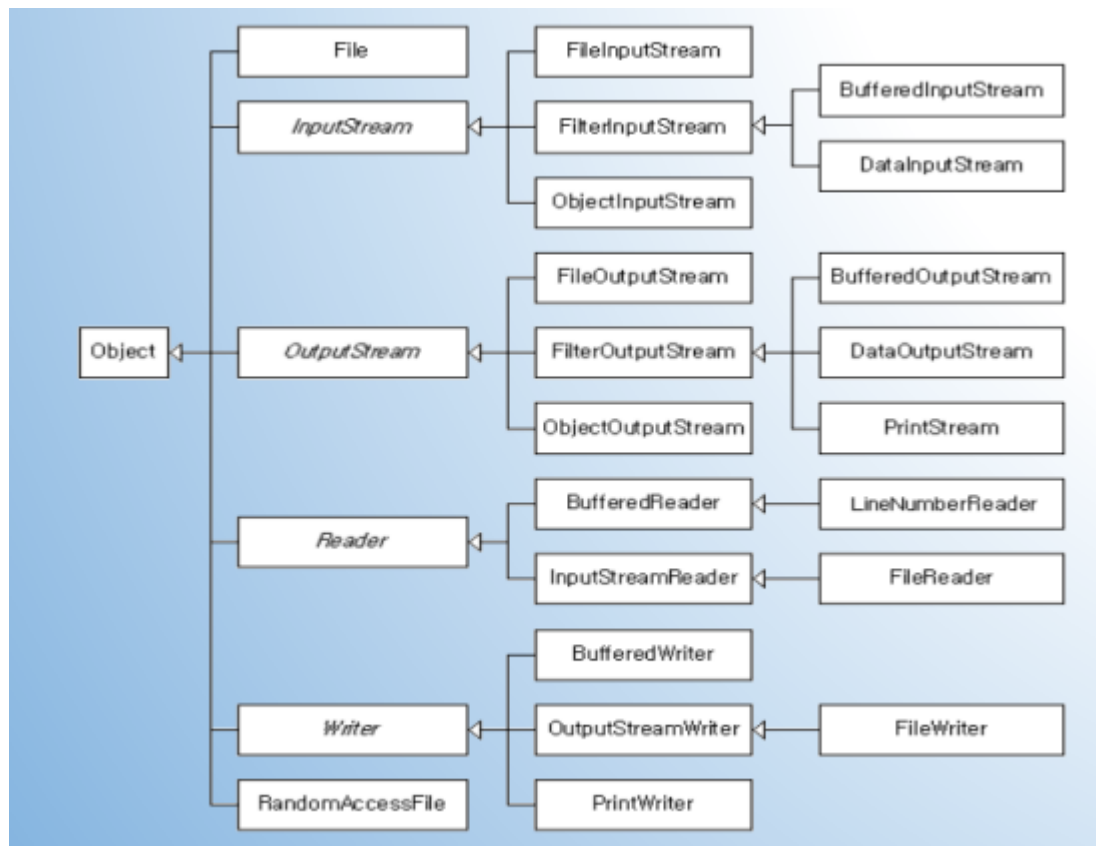 File
FileInputStream
BufferedInputStream
InputStream
FilterInputStream
DataInputStream
ObjectInputStream
FileOutputStream
BufferedOutputStream
Object
OutputStream
FilterOutputStream
DataOutputStream
ObjectOutputStream
PrintStream
BufferedReader
LineNumberReader
Reader
InputStreamReader
FileReader
BufferedWriter
Writer
OutputStreamWriter
FileWriter
RandomAccessFile
PrintWriter